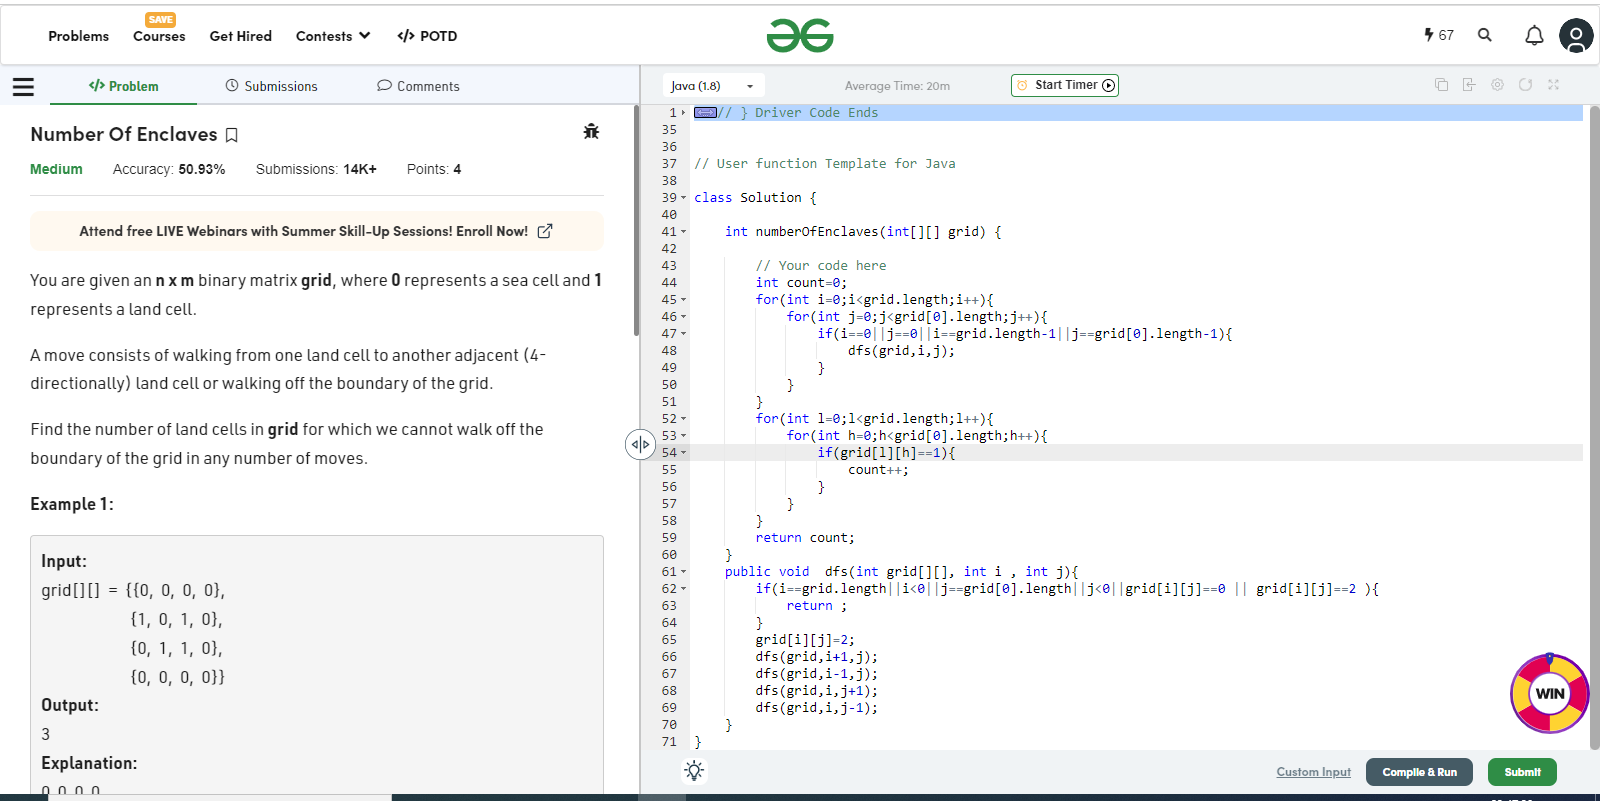 SAVE
Problems Courses Get Hired Contests </> POTD
67
</> Problem Submissions Comments
Number Of Enclaves
Medium Accuracy: 50.93% Submissions: 14K+ Points: 4
Attend free LIVE Webinars with Summer Skill-Up Sessions! Enroll Now!
You are given an n x m binary matrix grid, where 0 represents a sea cell and 1
represents a land cell.
A move consists of walking from one land cell to another adjacent (4-
directionally) land cell or walking off the boundary of the grid.
Find the number of land cells in grid for which we cannot walk off the
boundary of the grid in any number of moves.
Example 1:
Input:
grid[][] = {{0, 0, 0, 0},
{1, 0, 1, 0},
{0, 1, 1, 0},
{0, 0, 0, 0}}
Output:
3
Explanation:
0 0 0 0
Java (1.8) Average Time: 20m Start Timer
1 // } Driver Code Ends
35
36
37 // User function Template for Java
38
39 class Solution {
40
41 int numberOfEnclaves(int[][] grid) {
42
43 // Your code here
44 int count=0;
45 for(int i=0;i<grid.length;i++){
46 for(int j=0;j<grid[0].length;j++){
47 if(i==0||j==0||i==grid.length-1||j==grid[0].length-1){
48 dfs(grid,i,j);
49 }
50 }
51 }
52 for(int l=0;l<grid.length;l++){
53 for(int h=0;h<grid[0].length;h++){
54 if(grid[l][h]==1){
55 count++;
56 }
57 }
58 }
59 return count;
60 }
61 public void  dfs(int grid[][], int i , int j){
62 if(i==grid.length||i<0||j==grid[0].length||j<0||grid[i][j]==0 || grid[i][j]==2 ){
63 return ;
64 }
65 grid[i][j]=2;
66 dfs(grid,i+1,j);
67 dfs(grid,i-1,j);
68 dfs(grid,i,j+1);
69 dfs(grid,i,j-1);
70 }
71 }
WIN
Custom Input Compile & Run Submit